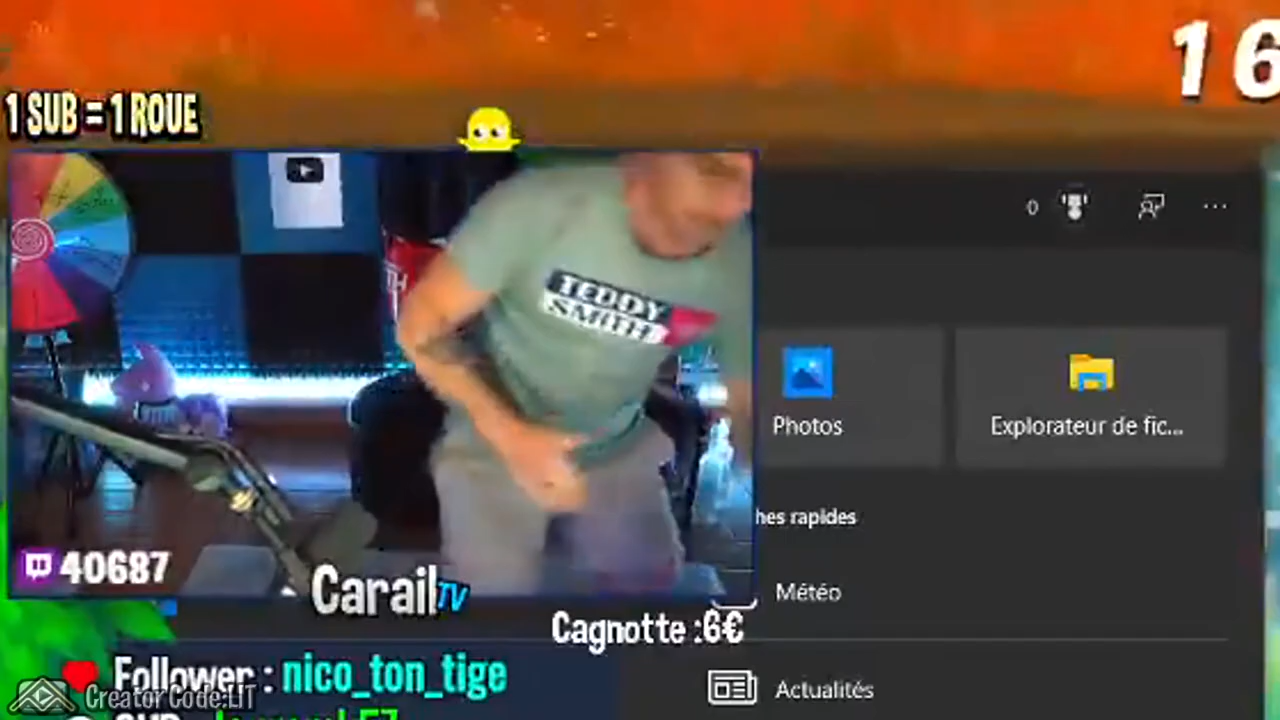 16
1 SUB = 1 ROUE
0
TEDDY
SMITH
Photos
Explorateur de fic...
hes rapides
40687
CarailTV
Météo
Cagnotte :6€
Follower : nico_ton_tige
Actualités
Creator Code:LIT